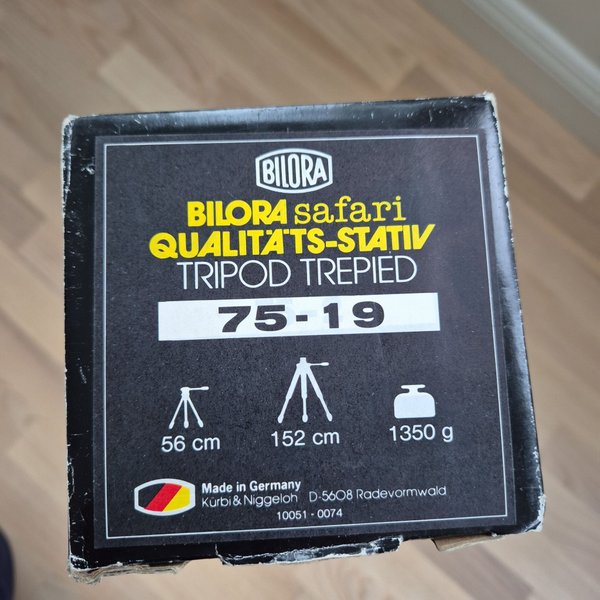 BILORA
BILORA safari
QUALITÄTS-STATIV
TRIPOD TREPIED
75-19
56 cm
152 cm
1350 g
Made in Germany
Kürbi & Niggeloh D-5608 Radevormwald
10051-0074